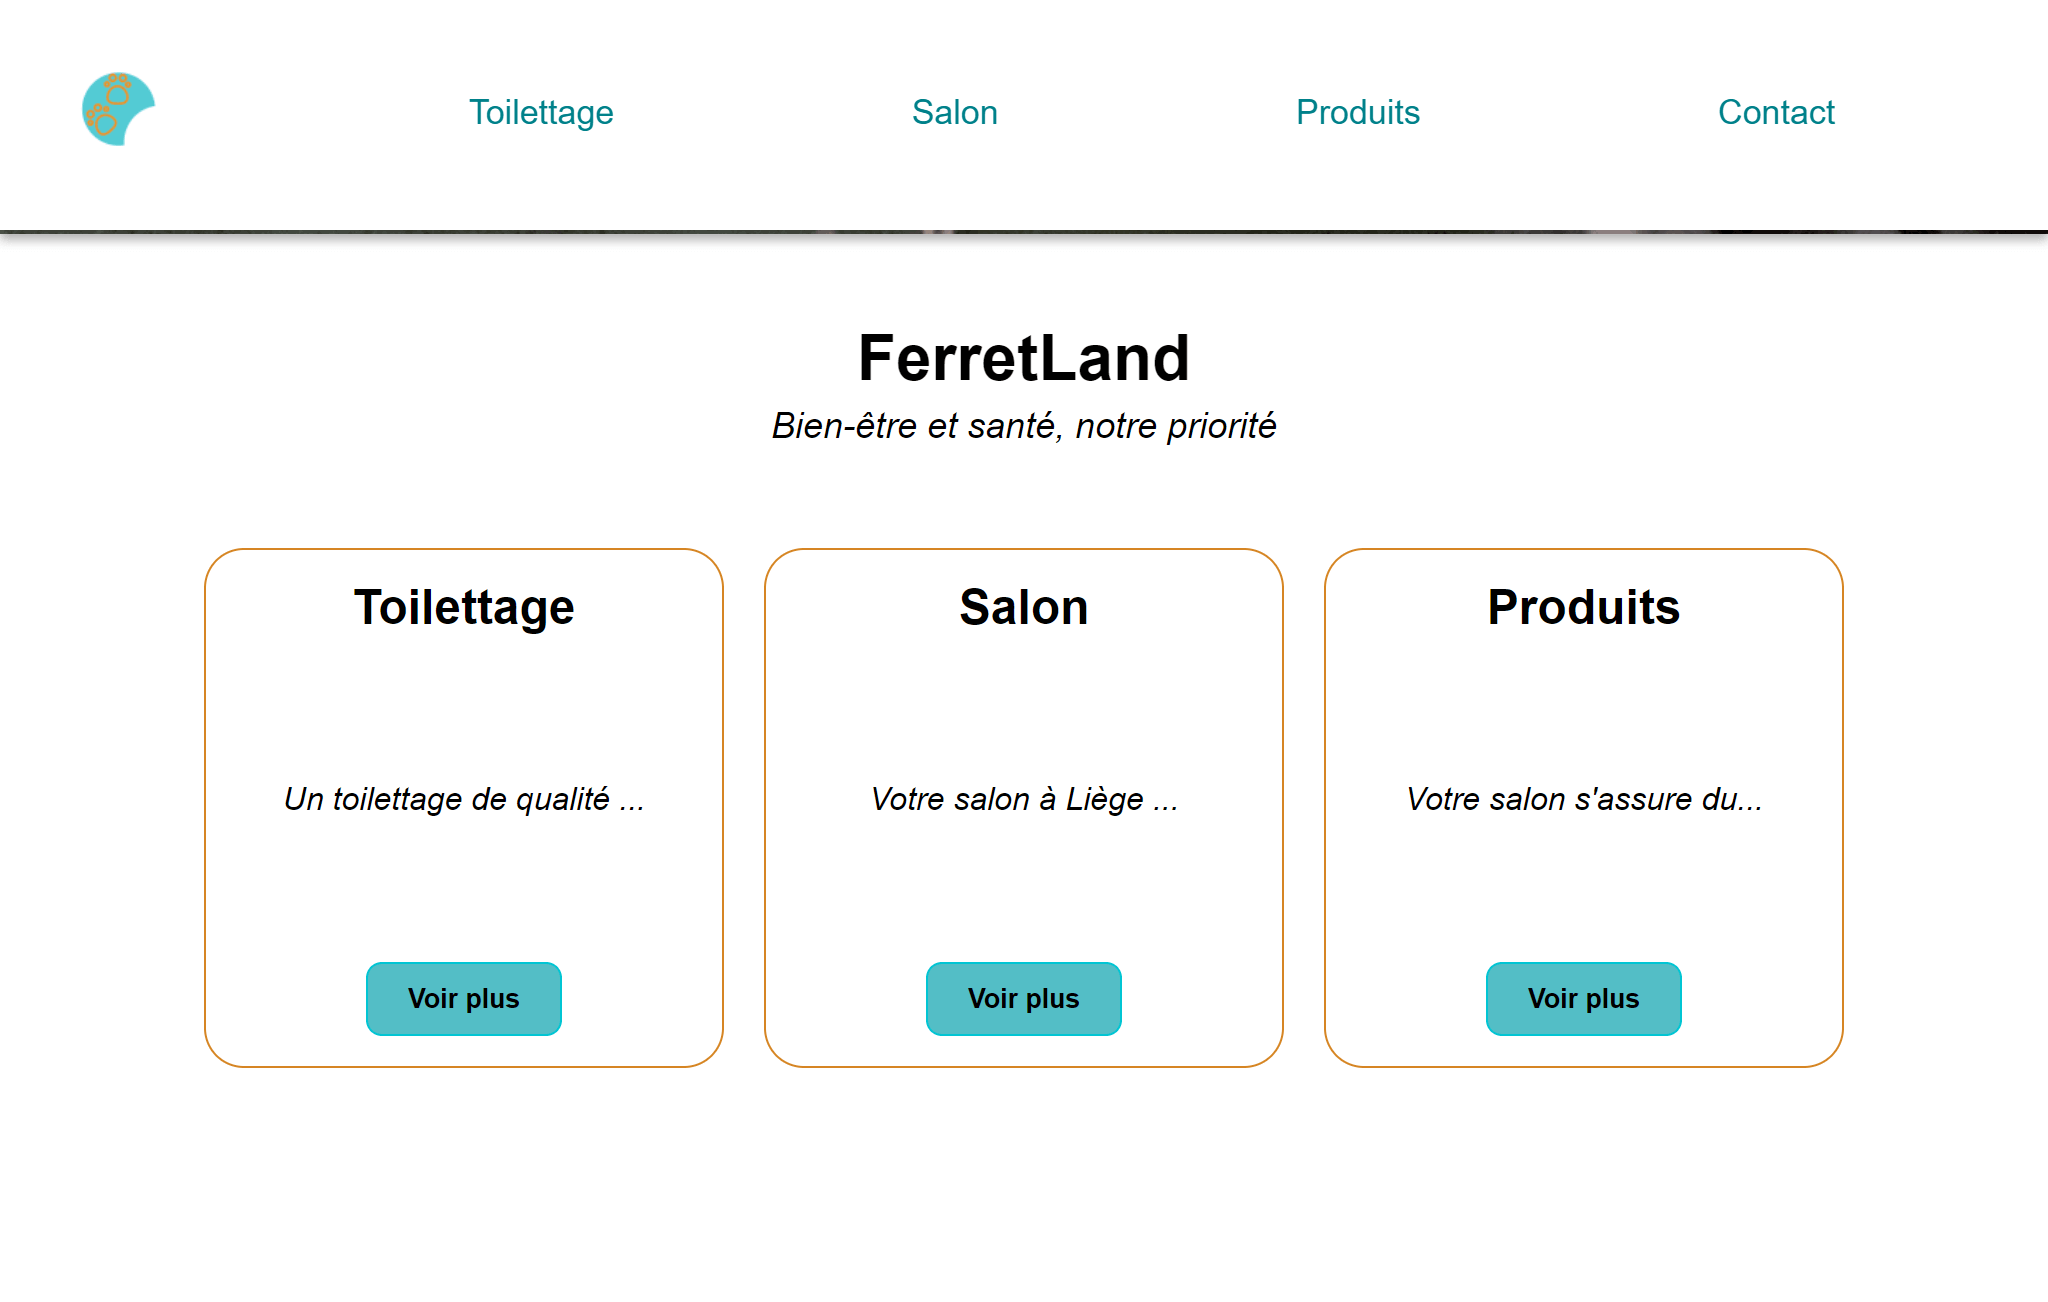 Toilettage
Salon
Produits
Contact
FerretLand
Bien-être et santé, notre priorité
Toilettage
Un toilettage de qualité ...
Voir plus
Salon
Votre salon à Liège ...
Voir plus
Produits
Votre salon s'assure du...
Voir plus